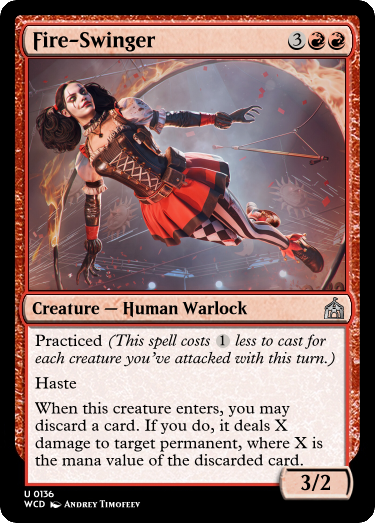 Fire-Swinger 3
Creature — Human Warlock
Practiced (This spell costs 1 less to cast for
each creature you've attacked with this turn.)
Haste
When this creature enters, you may
discard a card. If you do, it deals X
damage to target permanent, where X is
the mana value of the discarded card.
3/2
U 0136
WCD Andrey Timofeev